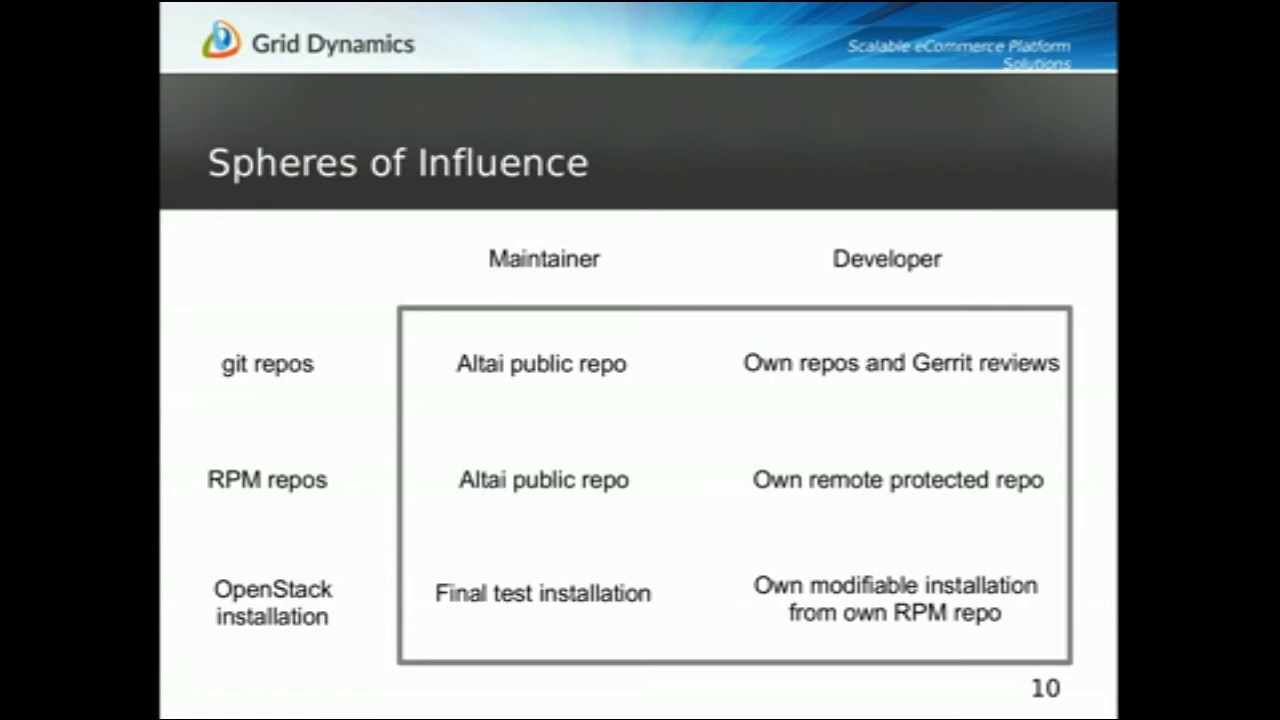 Grid Dynamics
Scalable eCommerce Platform
Solutions
Spheres of Influence
Maintainer Developer
git repos Altai public repo Own repos and Gerrit reviews
RPM repos Altai public repo Own remote protected repo
OpenStack
installation
Final test installation
Own modifiable installation
from own RPM repo
10